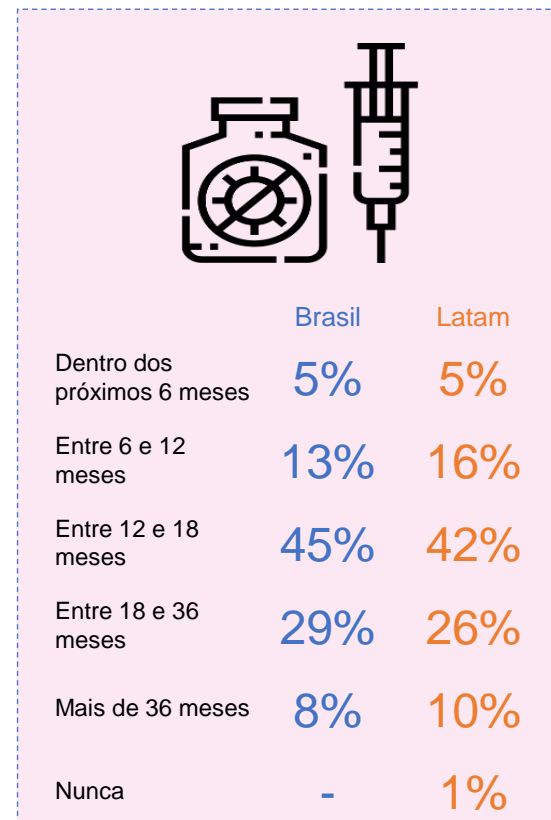 Brasil Latam
Dentro dos
próximos 6 meses 5% 5%
Entre 6 e 12
meses 13% 16%
Entre 12 e 18
meses 45% 42%
Entre 18 e 36
meses 29% 26%
Mais de 36 meses 8% 10%
Nunca - 1%